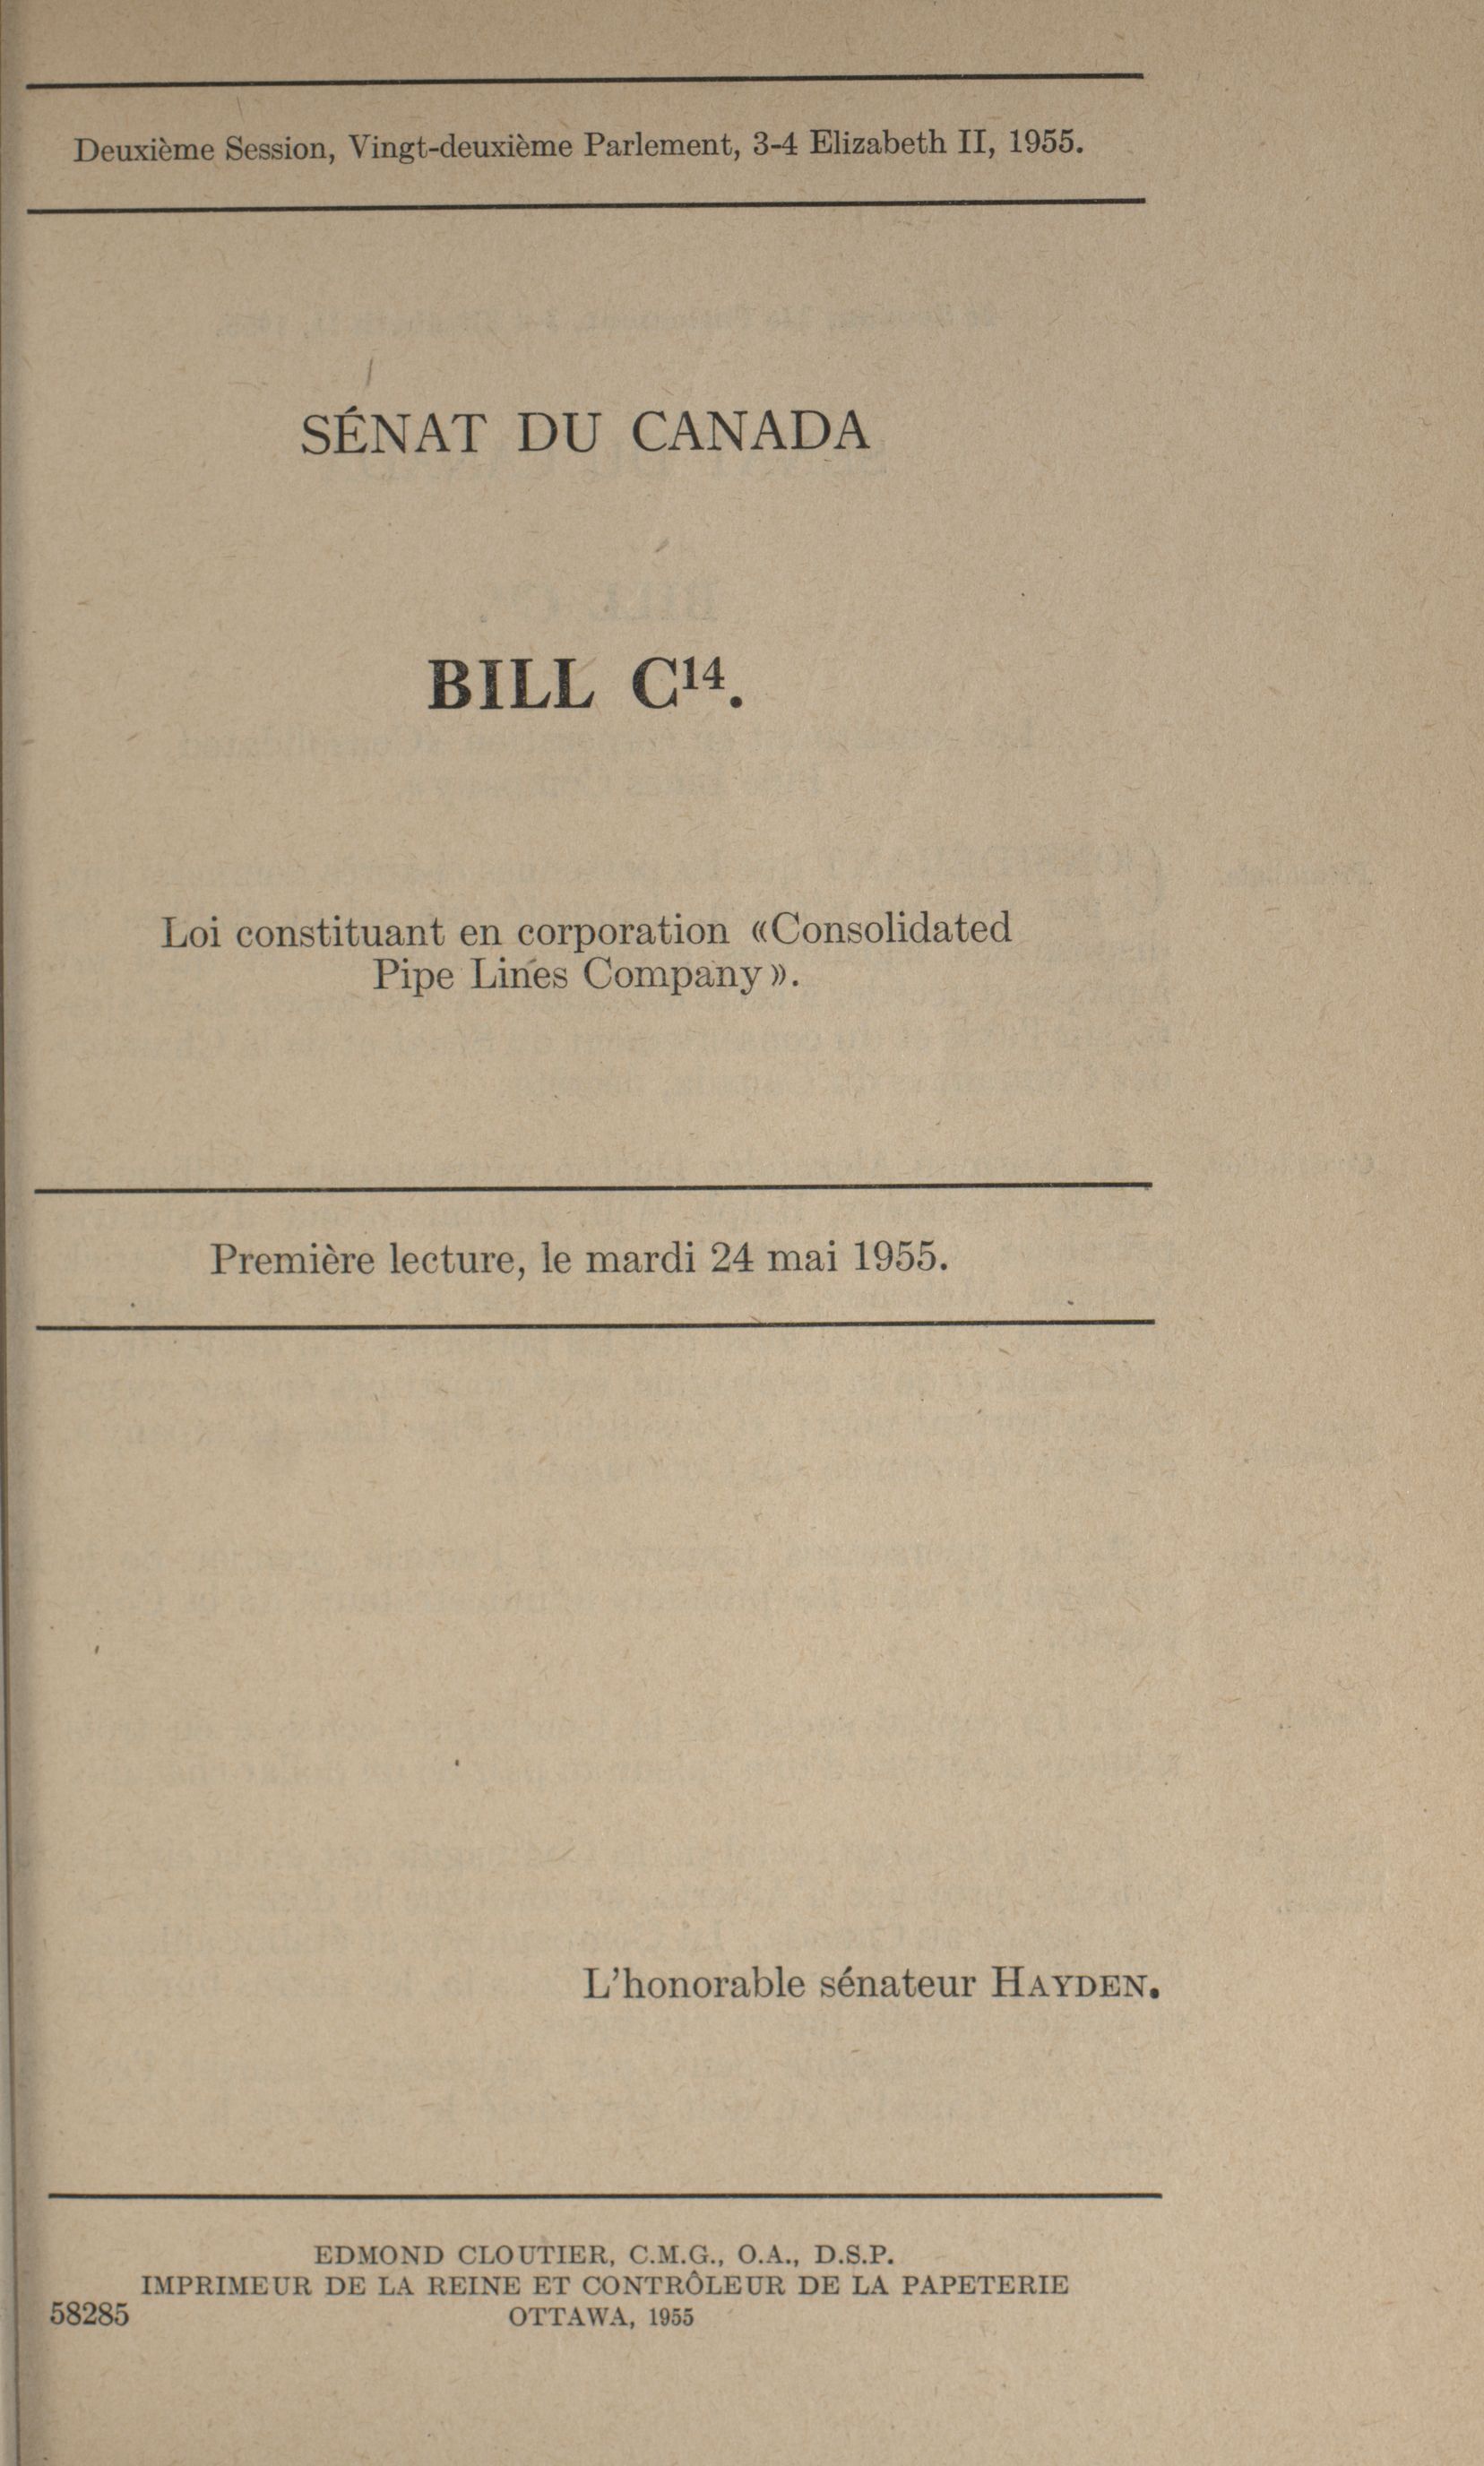 Deuxième Session, Vingt-deuxième Parlement, 3-4 Elizabeth II, 1955.
SÉNAT DU CANADA
BILL C¹⁴.
Loi constituant en corporation «Consolidated
Pipe Lines Company».
Première lecture, le mardi 24 mai 1955.
L'honorable sénateur HAYDEN.
EDMOND CLOUTIER, C.M.G., O.A., D.S.P.
IMPRIMEUR DE LA REINE ET CONTRÔLEUR DE LA PAPETERIE
58285 OTTAWA, 1955